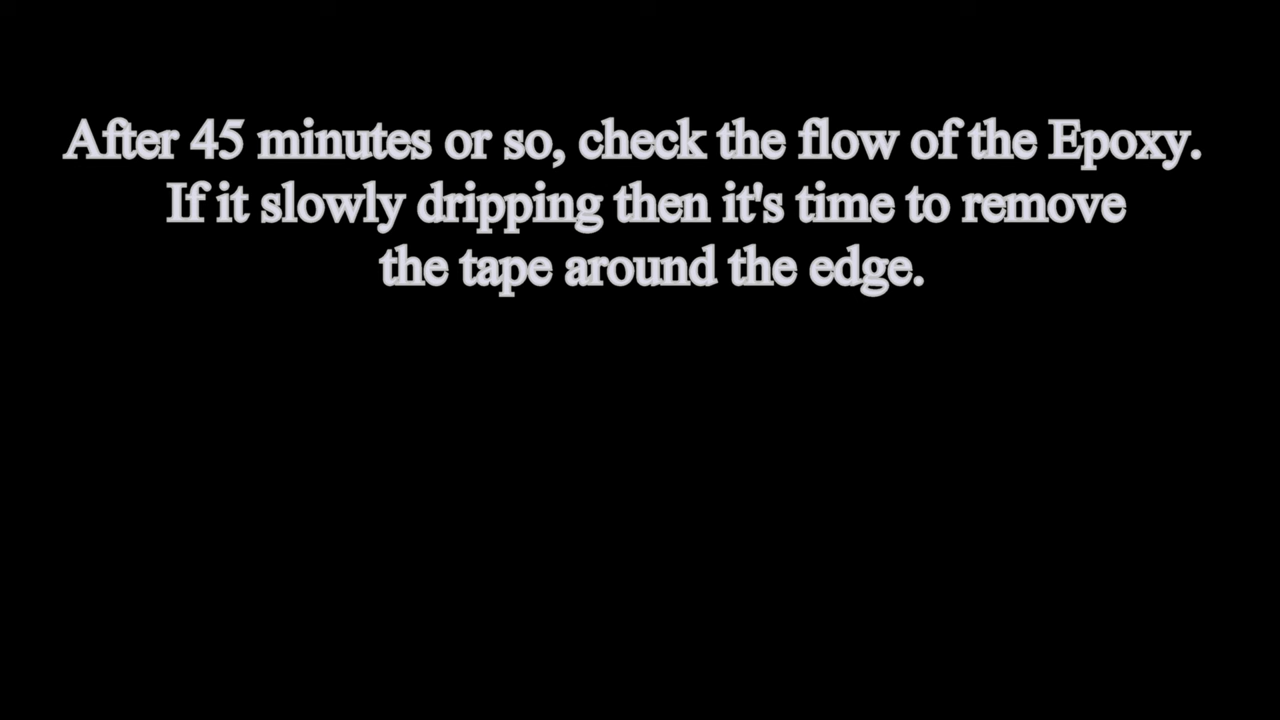 After 45 minutes or so, check the flow of the Epoxy.
If it slowly dripping then it's time to remove
the tape around the edge.